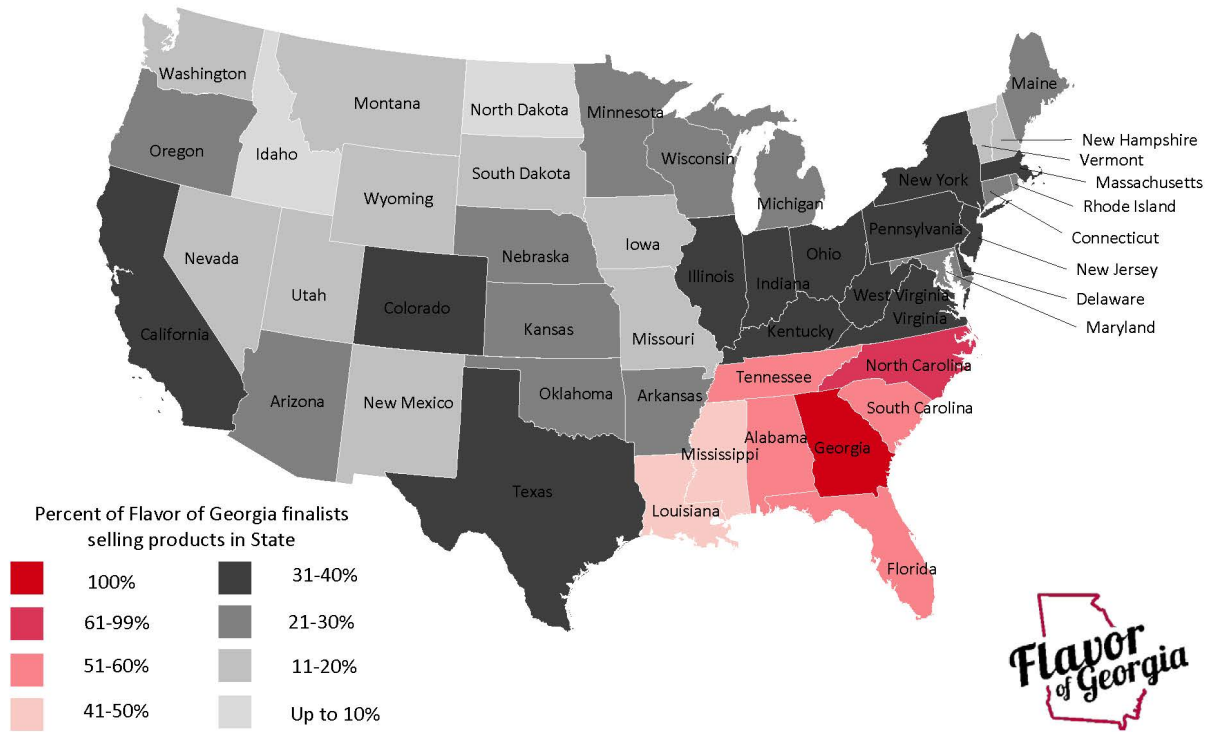 Washington
Montana
North Dakota
Minnesota
Maine
Oregon
Idaho
Wisconsin
New Hampshire
Vermont
South Dakota
New York
Massachusetts
Wyoming
Michigan
Rhode Island
Pennsylvania
Connecticut
Nevada
Nebraska
Iowa
Ohio
New Jersey
Utah
Illinois
Indiana
Colorado
West Virginia
Delaware
California
Kansas
Missouri
Kentucky
Virginia
Maryland
Tennessee
North Carolina
Arizona
New Mexico
Oklahoma
Arkansas
South Carolina
Alabama
Georgia
Mississippi
Texas
Louisiana
Florida
Percent of Flavor of Georgia finalists
selling products in State
100%
31-40%
61-99%
21-30%
51-60%
11-20%
41-50%
Up to 10%
Flavor
of Georgia